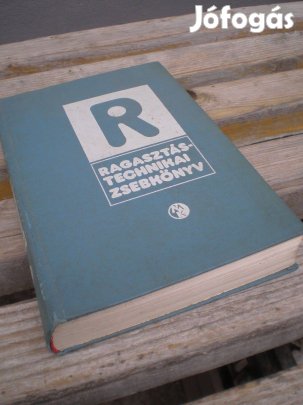 Jófogás
R
RAGASZTÁS-
TECHNIKAI
ZSEBKÖNYV